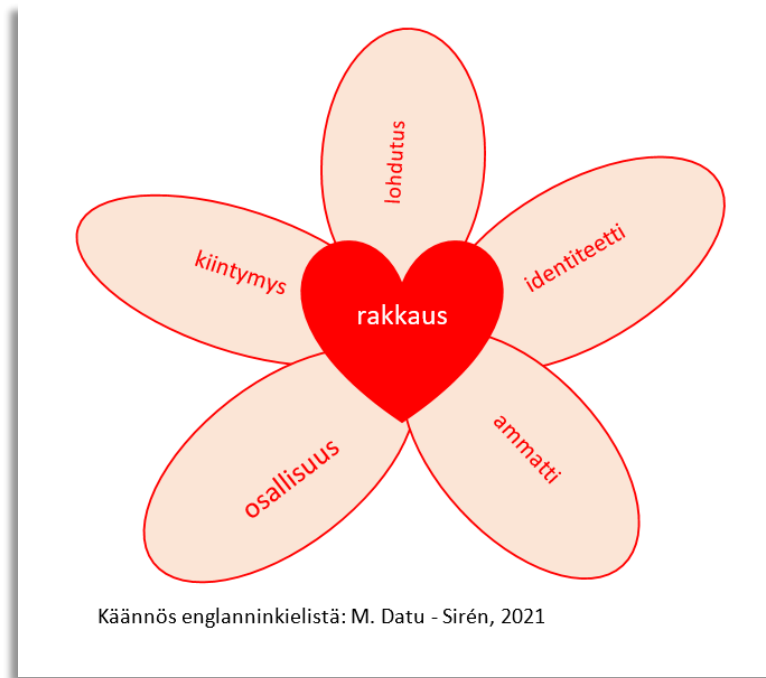 lohdutus
identiteetti
kiintymys
rakkaus
ammatti
osallisuus
Käännös englanninkielistä: M. Datu - Sirén, 2021